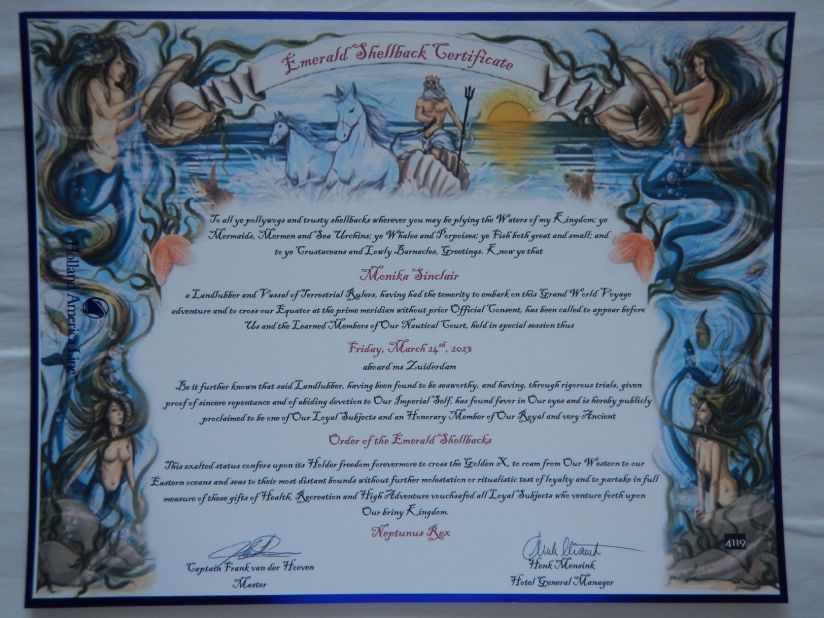 Emerald Shellback Certificate
To all ye pollywogs and trusty shellbacks wherever you may be plying the Waters of my Kingdom; ye
Mermaids, Mermen and Sea Urchins; ye Whales and Porpoises; ye Fish both great and small; and
to ye Crustaceans and Lowly Barnacles, Greetings. Know ye that
Monika Sinclair
a Landlubber and Vassal of Terrestrial Rulers, having had the temerity to embark on this Grand World Voyage
adventure and to cross our Equator at the prime meridian without prior Official Consent, has been called to appear before
Us and the Learned Members of Our Nautical Court, held in special session thus
Friday, March 24th, 2023
aboard ms Zuiderdam
Be it further known that said Landlubber, having been found to be seaworthy, and having, through rigorous trials, given
proof of sincere repentance and of abiding devotion to Our Imperial Self, has found favor in Our eyes and is hereby publicly
proclaimed to be one of Our Loyal Subjects and an Honorary Member of Our Royal and very Ancient
Order of the Emerald Shellbacks
This exalted status confers upon its Holder freedom forevermore to cross the Golden X, to roam from Our Western to our
Eastern oceans and seas to their most distant bounds without further molestation or ritualistic test of loyalty and to partake in full
measure of those gifts of Health, Recreation and High Adventure vouchsafed all Loyal Subjects who venture forth upon
Our briny Kingdom.
Neptunus Rex
Captain Frank van der Hoeven
Master
Henk Mensink
Hotel General Manager
Holland America Line
4119